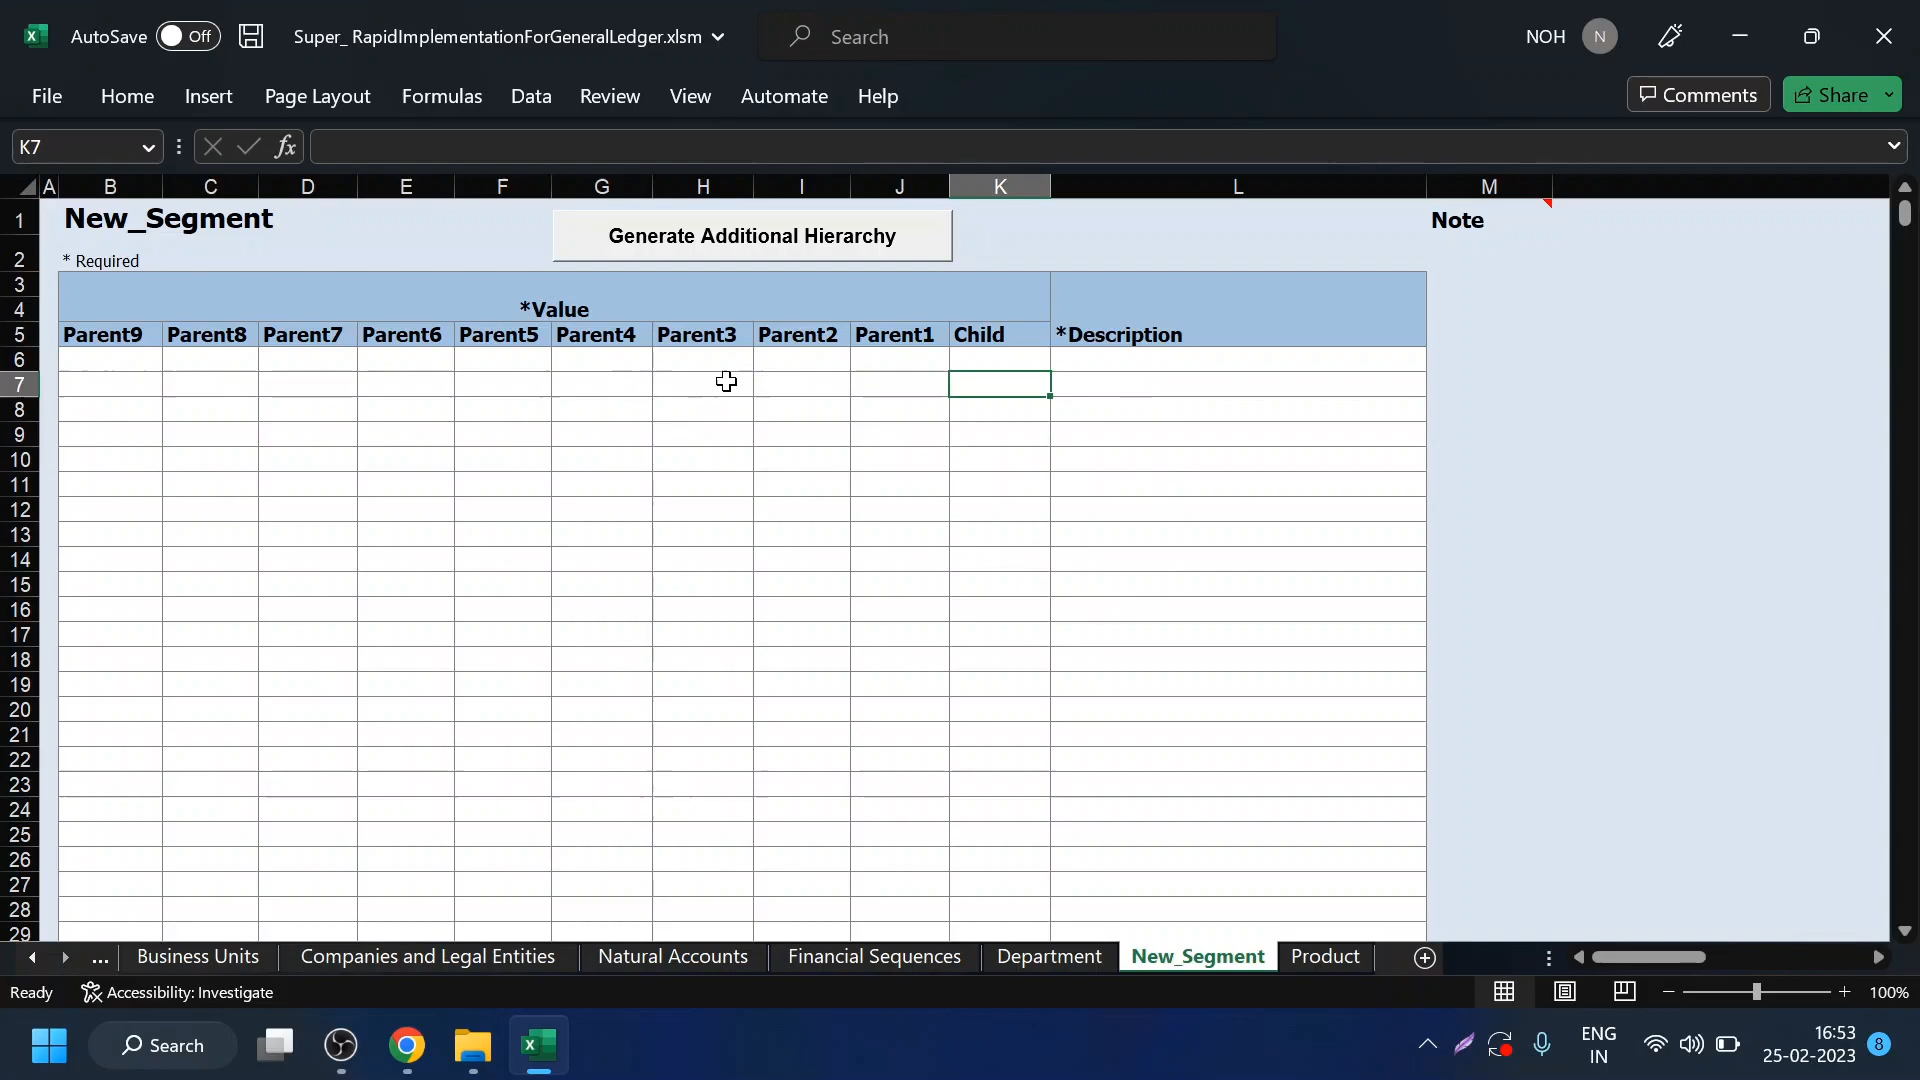 AutoSave Off Super_ RapidImplementationForGeneralLedger.xlsm Search NOH N
File Home Insert Page Layout Formulas Data Review View Automate Help Comments Share
K7 fx
A B C D E F G H I J K L M
1 New_Segment Generate Additional Hierarchy Note
2 * Required
3
4 *Value
5 Parent9 Parent8 Parent7 Parent6 Parent5 Parent4 Parent3 Parent2 Parent1 Child *Description
6
7
8
9
10
11
12
13
14
15
16
17
18
19
20
21
22
23
24
25
26
27
28
29
... Business Units Companies and Legal Entities Natural Accounts Financial Sequences Department New_Segment Product
Ready Accessibility: Investigate 100%
Search ENG 16:53
IN 25-02-2023 8